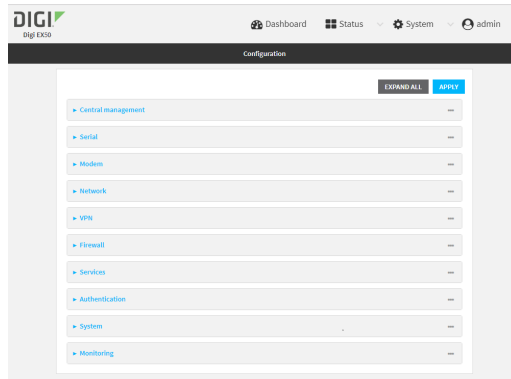 DIGI
Digi EX50
Dashboard Status System admin
Configuration
EXPAND ALL APPLY
Central management
Serial
Modem
Network
VPN
Firewall
Services
Authentication
System
Monitoring